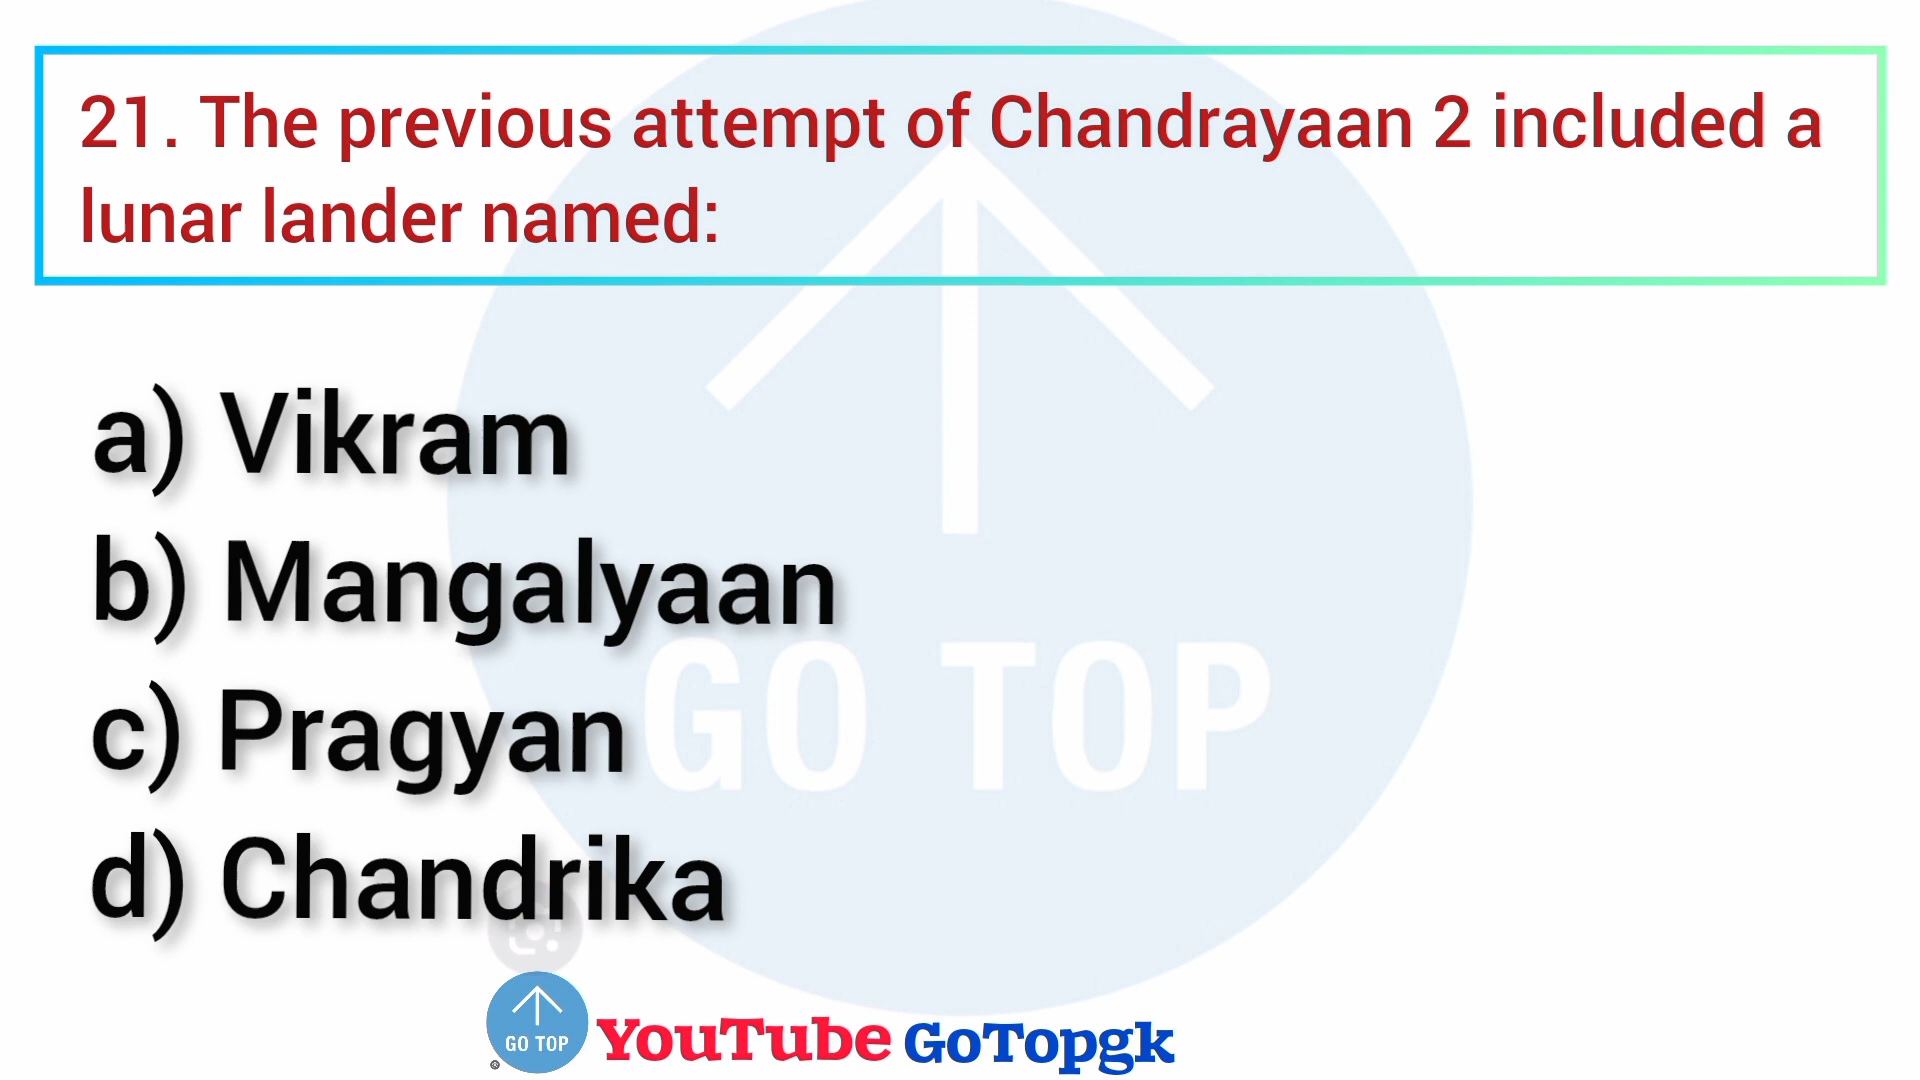 21. The previous attempt of Chandrayaan 2 included a
lunar lander named:
a) Vikram
b) Mangalyaan
c) Pragyan
d) Chandrika
GO TOP
GO TOP
YouTube GoTopgk